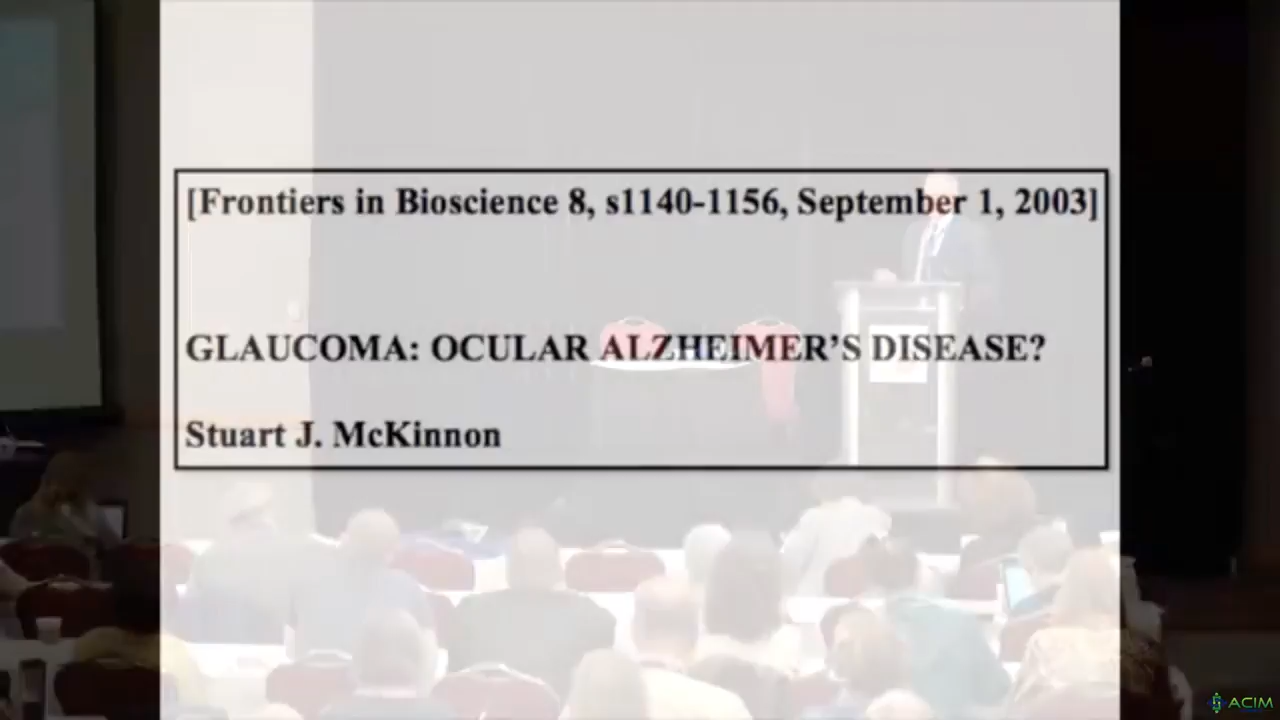 [Frontiers in Bioscience 8, s1140-1156, September 1, 2003]
GLAUCOMA: OCULAR ALZHEIMER’S DISEASE?
Stuart J. McKinnon
ACIM